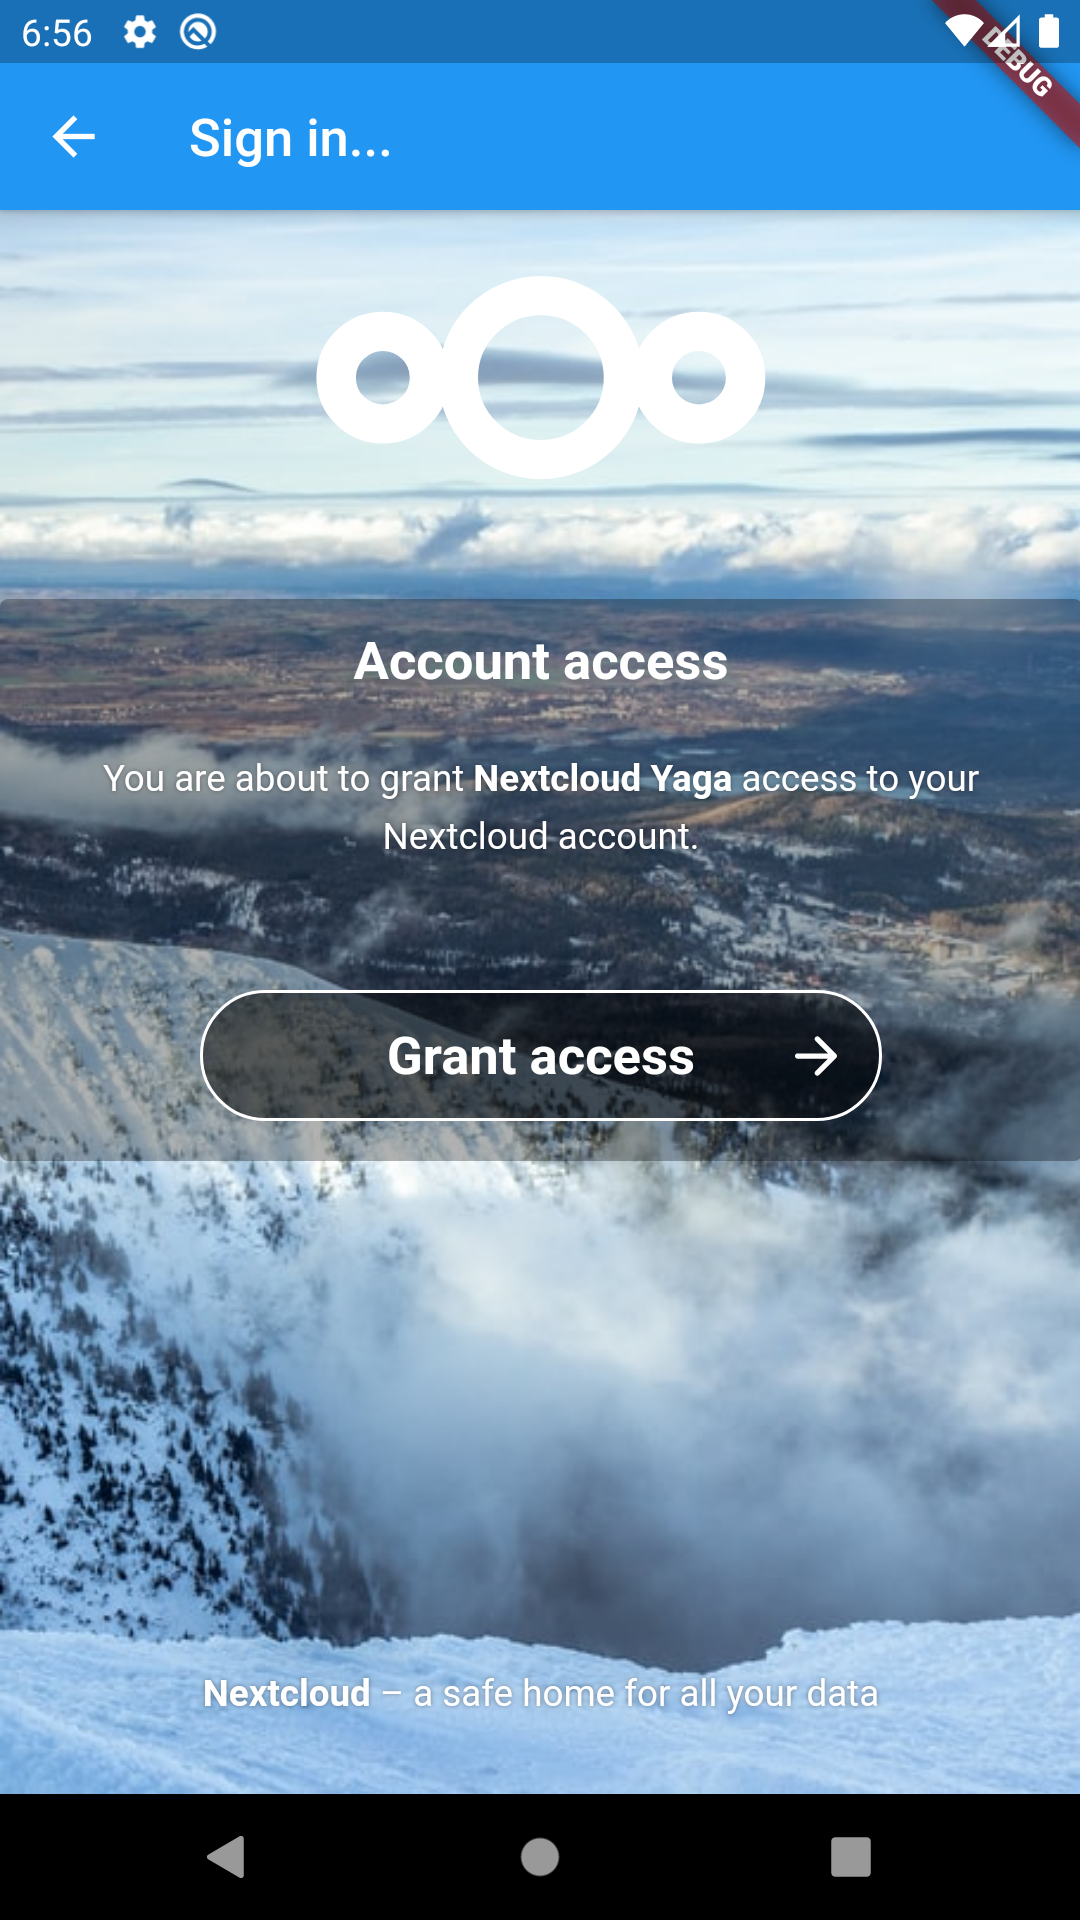 6:56
DEBUG
Sign in...
Account access
You are about to grant Nextcloud Yaga access to your
Nextcloud account.
Grant access
Nextcloud – a safe home for all your data